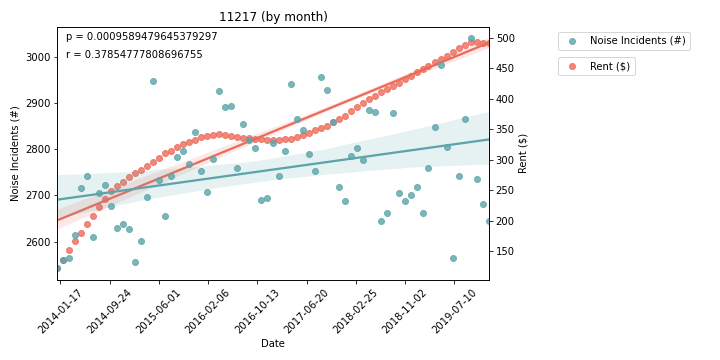 11217 (by month)
p = 0.0009589479645379297
r = 0.37854777808696755
Noise Incidents (#)
Rent ($)
3000
2900
2800
2700
2600
Noise Incidents (#)
500
450
400
350
300
250
200
150
Rent ($)
2014-01-17
2014-09-24
2015-06-01
2016-02-06
2016-10-13
2017-06-20
2018-02-25
2018-11-02
2019-07-10
Date